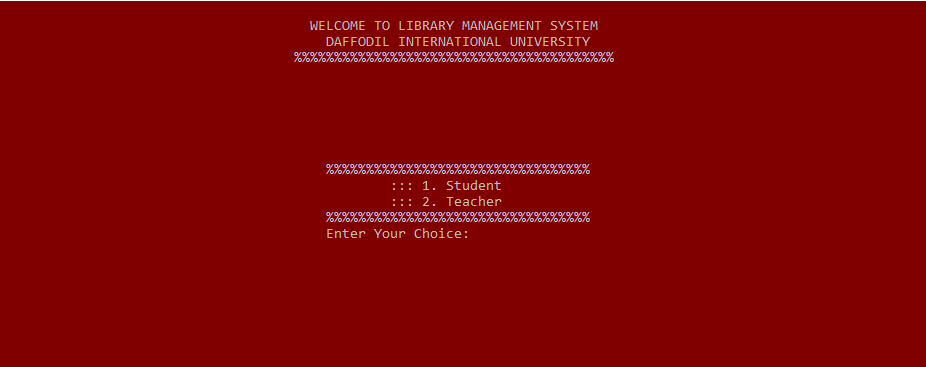 WELCOME TO LIBRARY MANAGEMENT SYSTEM
DAFFODIL INTERNATIONAL UNIVERSITY
%%%%%%%%%%%%%%%%%%%%%%%%%%%%%%%%%%%%%%%%
%%%%%%%%%%%%%%%%%%%%%%%%%%%%%%%%%
::: 1. Student
::: 2. Teacher
%%%%%%%%%%%%%%%%%%%%%%%%%%%%%%%%%
Enter Your Choice: